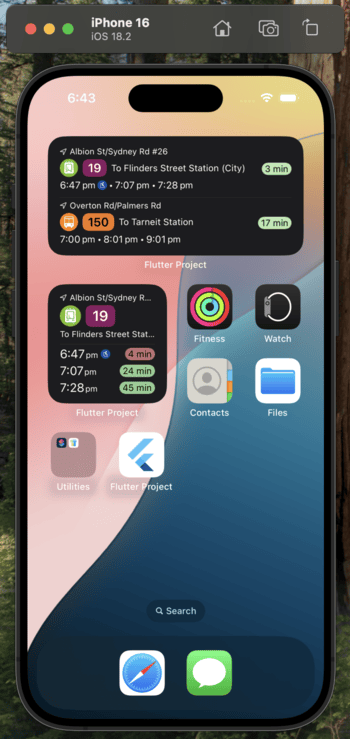 iPhone 16
iOS 18.2
6:43
Albion St/Sydney Rd #26
19 To Flinders Street Station (City) 3 min
6:47 pm • 7:07 pm • 7:28 pm
Overton Rd/Palmers Rd
150 To Tarneit Station 17 min
7:00 pm • 8:01 pm • 9:01 pm
Flutter Project
Albion St/Sydney R...
19
To Flinders Street Stat...
6:47 pm 4 min
7:07 pm 24 min
7:28 pm 45 min
Flutter Project
Fitness
Watch
Contacts
Files
Utilities
Flutter Project
Search